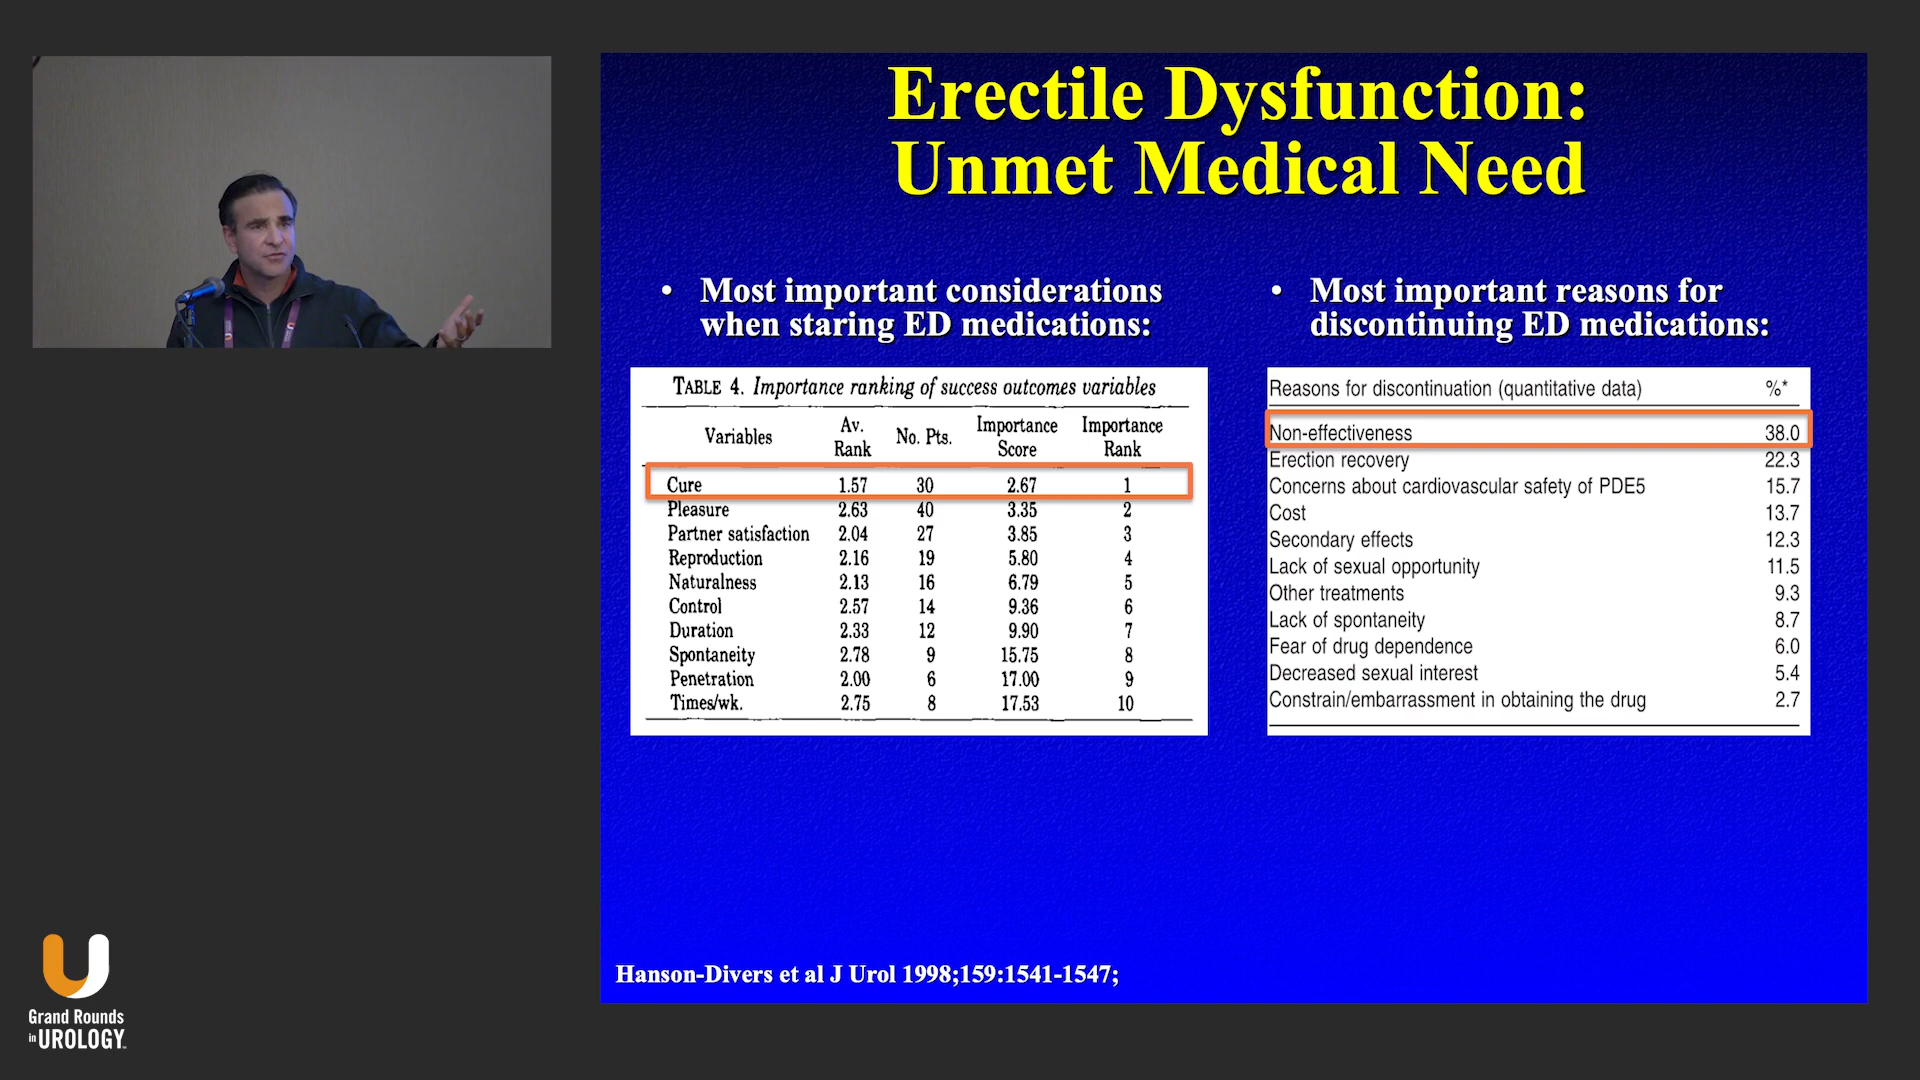 Erectile Dysfunction:
Unmet Medical Need
• Most important considerations
when staring ED medications:
TABLE 4. Importance ranking of success outcomes variables
Variables Av. Rank No. Pts. Importance Score Importance Rank
Cure 1.57 30 2.67 1
Pleasure 2.63 40 3.35 2
Partner satisfaction 2.04 27 3.85 3
Reproduction 2.16 19 5.80 4
Naturalness 2.13 16 6.79 5
Control 2.57 14 9.36 6
Duration 2.33 12 9.90 7
Spontaneity 2.78 9 15.75 8
Penetration 2.00 6 17.00 9
Times/wk. 2.75 8 17.53 10
• Most important reasons for
discontinuing ED medications:
Reasons for discontinuation (quantitative data) %*
Non-effectiveness 38.0
Erection recovery 22.3
Concerns about cardiovascular safety of PDE5 15.7
Cost 13.7
Secondary effects 12.3
Lack of sexual opportunity 11.5
Other treatments 9.3
Lack of spontaneity 8.7
Fear of drug dependence 6.0
Decreased sexual interest 5.4
Constrain/embarrassment in obtaining the drug 2.7
Hanson-Divers et al J Urol 1998;159:1541-1547;
Grand Rounds
in UROLOGY